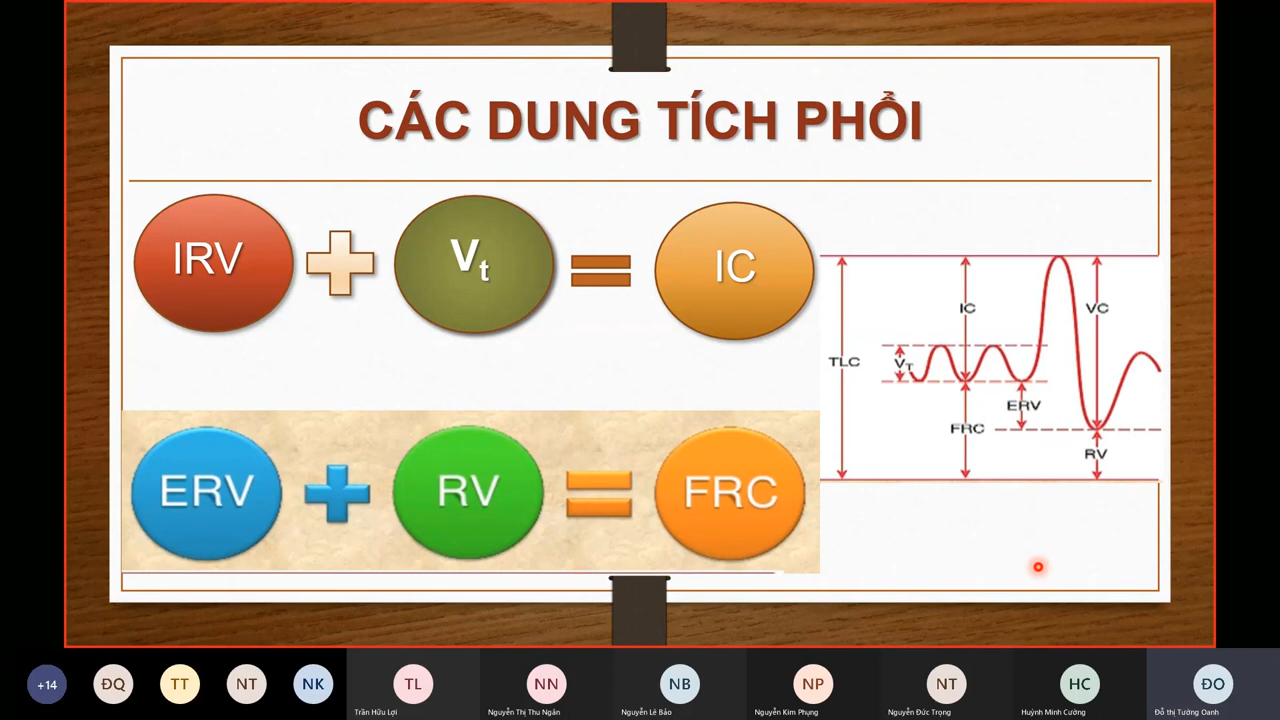 CÁC DUNG TÍCH PHỔI
IRV
Vt
IC
ERV
RV
FRC
TLC
VT
IC
FRC
ERV
VC
RV
+14
ĐQ
TT
NT
NK
TL
NN
NB
NP
NT
HC
ĐO
Trần Hữu Lợi
Nguyễn Thị Thu Ngân
Nguyễn Lê Bảo
Nguyễn Kim Phụng
Nguyễn Đức Trọng
Huỳnh Minh Cường
Đỗ thị Tường Oanh